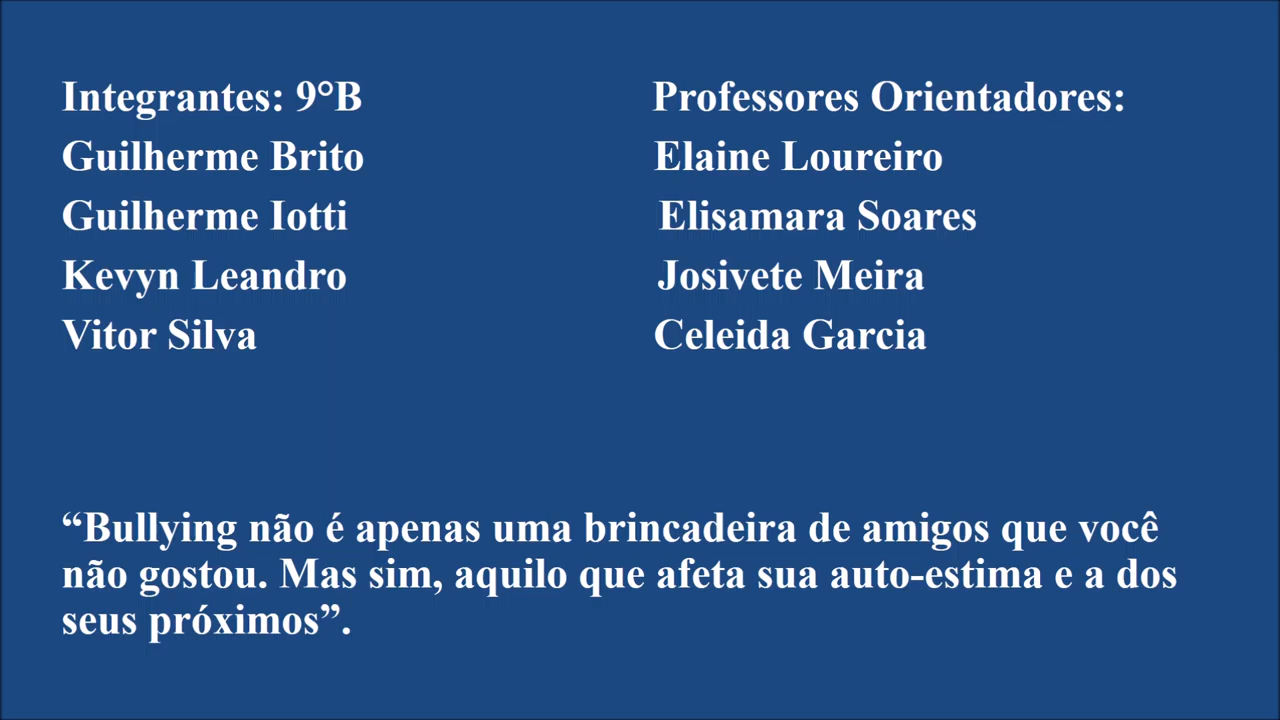 Integrantes: 9°B
Guilherme Brito
Guilherme Iotti
Kevyn Leandro
Vitor Silva
Professores Orientadores:
Elaine Loureiro
Elisamara Soares
Josivete Meira
Celeida Garcia
“Bullying não é apenas uma brincadeira de amigos que você
não gostou. Mas sim, aquilo que afeta sua auto-estima e a dos
seus próximos”.